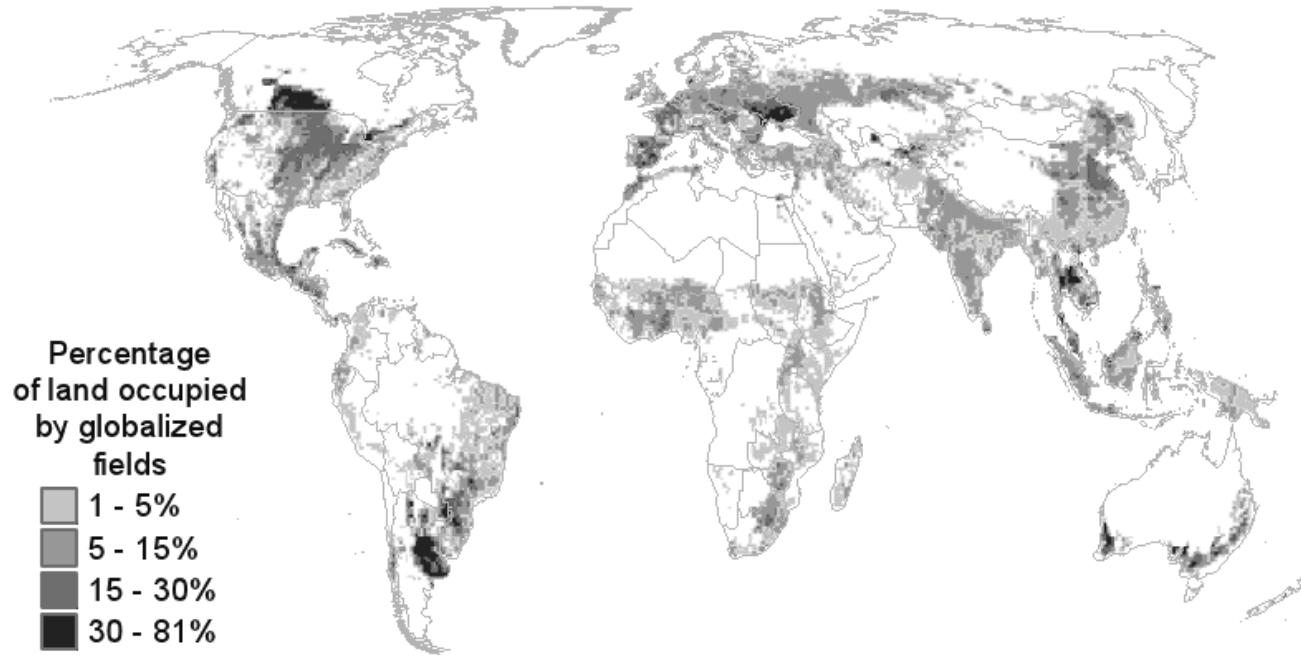 Percentage
of land occupied
by globalized
fields
1 - 5%
5 - 15%
15 - 30%
30 - 81%